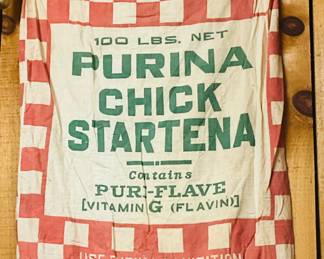 100 LBS. NET
PURINA
CHICK
STARTENA
Contains
PURI-FLAVE
[VITAMIN G (FLAVIN)]